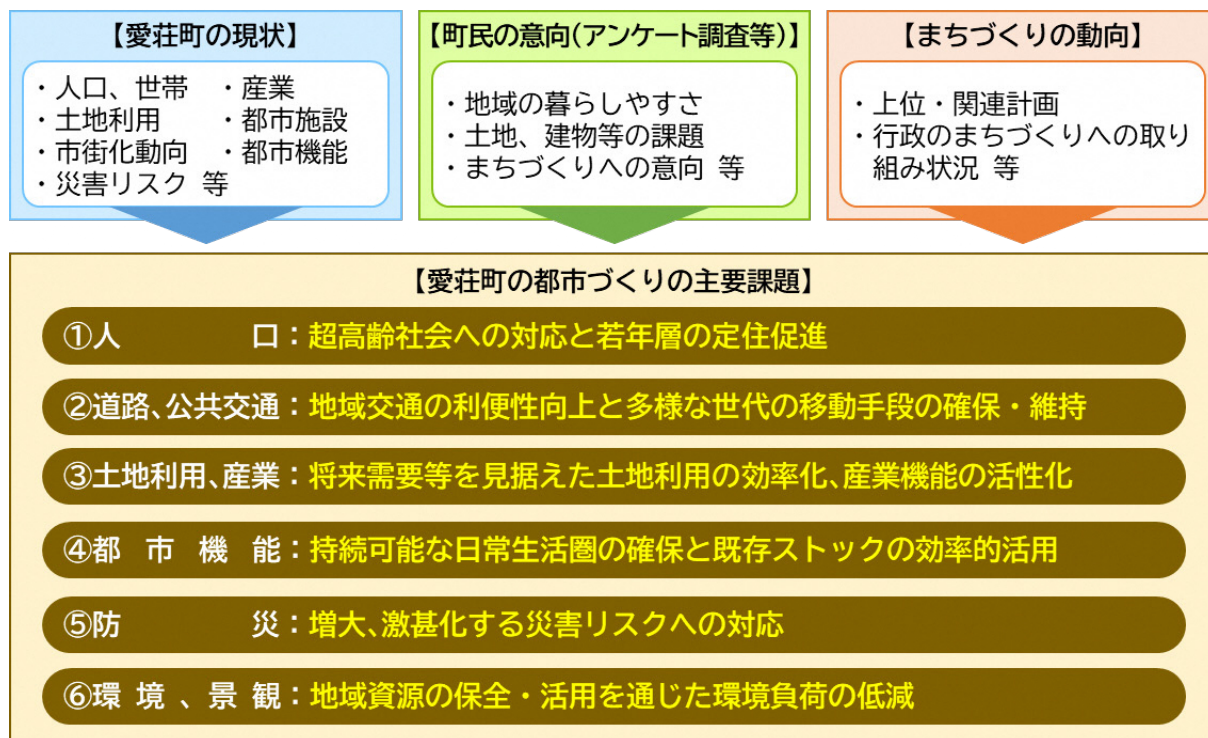 【愛荘町の現状】
・人口、世帯 ・産業
・土地利用 ・都市施設
・市街化動向 ・都市機能
・災害リスク 等
【町民の意向(アンケート調査等)】
・地域の暮らしやすさ
・土地、建物等の課題
・まちづくりへの意向 等
【まちづくりの動向】
・上位・関連計画
・行政のまちづくりへの取り
組み状況 等
【愛荘町の都市づくりの主要課題】
①人口：超高齢社会への対応と若年層の定住促進
②道路、公共交通：地域交通の利便性向上と多様な世代の移動手段の確保・維持
③土地利用、産業：将来需要等を見据えた土地利用の効率化、産業機能の活性化
④都市機能：持続可能な日常生活圏の確保と既存ストックの効率的活用
⑤防災：増大、激甚化する災害リスクへの対応
⑥環境、景観：地域資源の保全・活用を通じた環境負荷の低減